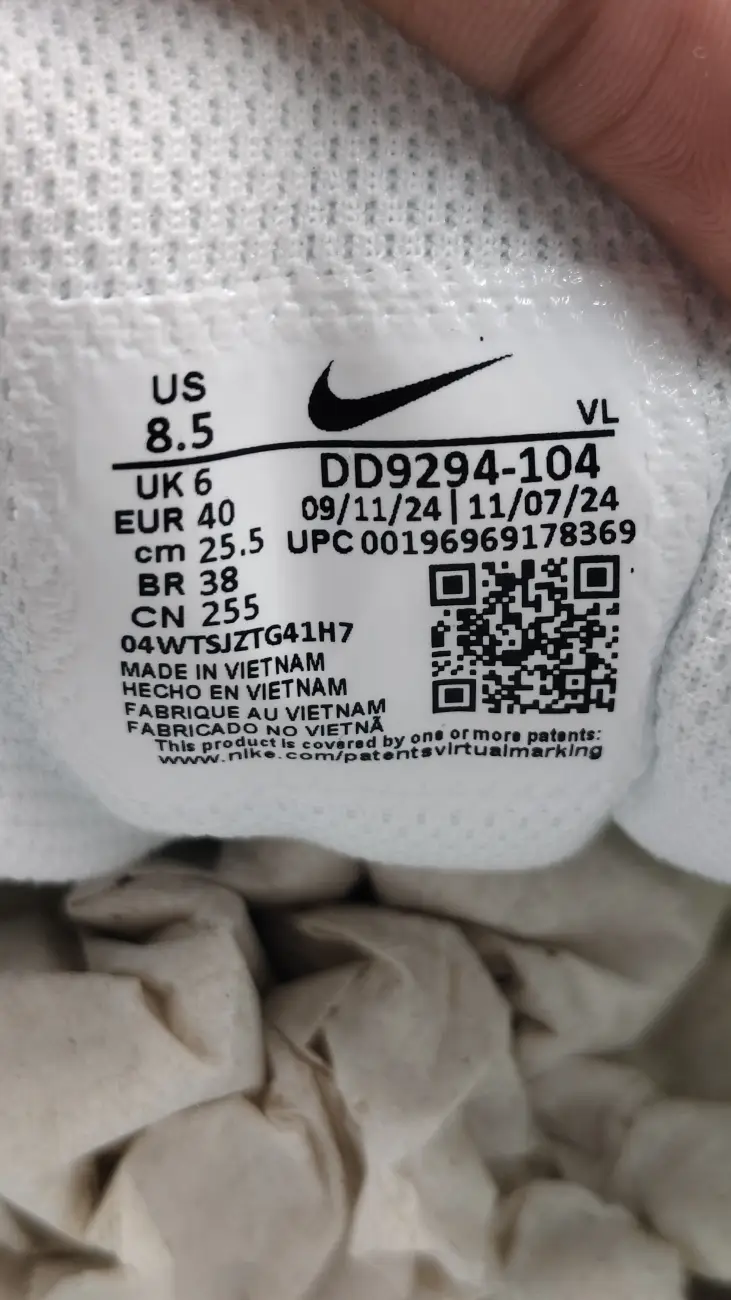 US
8.5
VL
UK 6
EUR 40
cm 25.5
BR 38
CN 255
DD9294-104
09/11/24 | 11/07/24
UPC 00196969178369
04WTSJZTG41H7
MADE IN VIETNAM
HECHO EN VIETNAM
FABRIQUE AU VIETNAM
FABRICADO NO VIETNÃ
This product is covered by one or more patents:
www.nike.com/patentsvirtualmarking